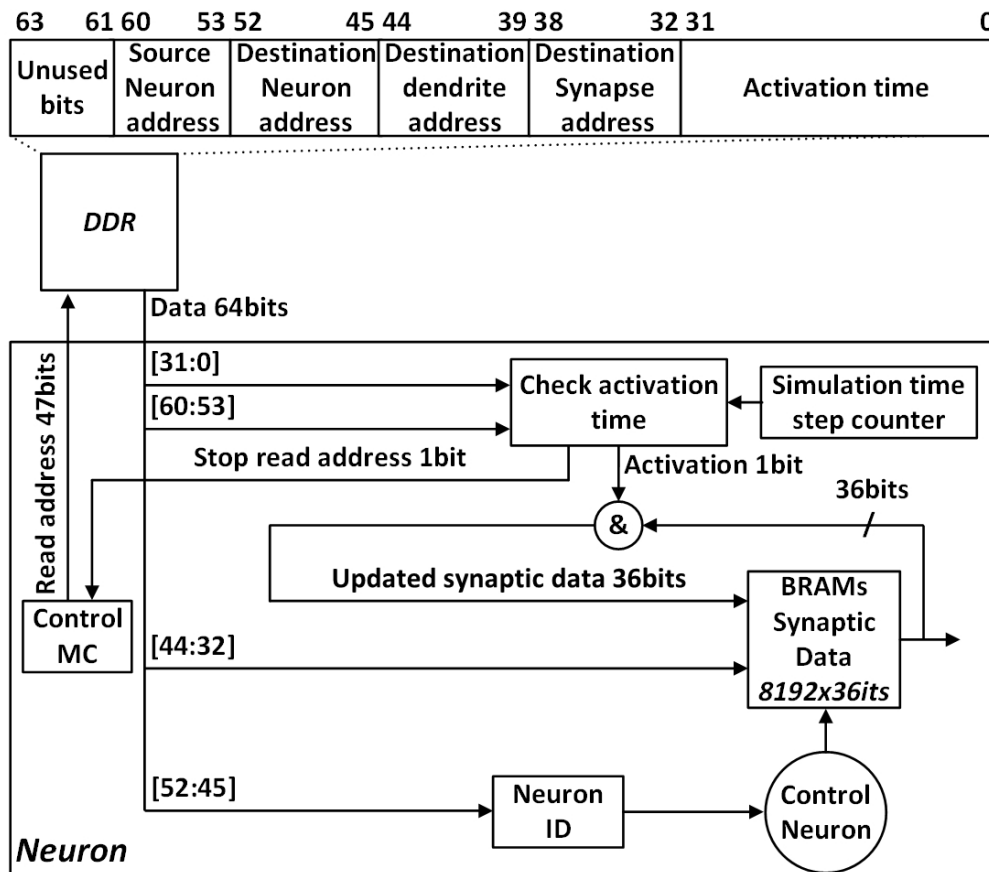 63 61 60 53 52 45 44 39 38 32 31 0
Unused
bits
Source
Neuron
address
Destination
Neuron
address
Destination
dendrite
address
Destination
Synapse
address
Activation time
DDR
Data 64bits
Read address 47bits
[31:0]
[60:53]
Check activation
time
Simulation time
step counter
Stop read address 1bit
Activation 1bit
36bits
&
Updated synaptic data 36bits
Control
MC
[44:32]
BRAMs
Synaptic
Data
8192x36its
[52:45]
Neuron
ID
Control
Neuron
Neuron